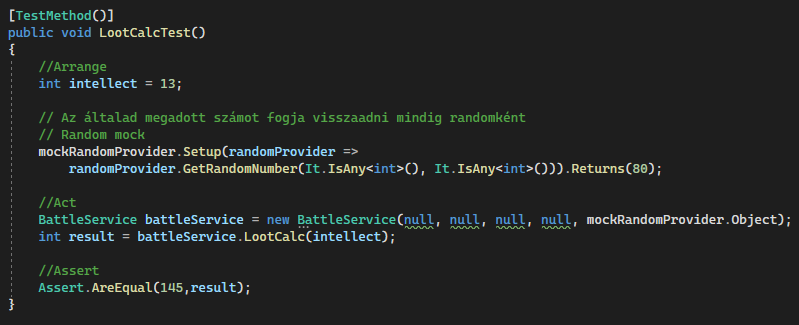 [TestMethod()]
public void LootCalcTest()
{
//Arrange
int intellect = 13;
// Az általad megadott számot fogja visszaadni mindig randomként
// Random mock
mockRandomProvider.Setup(randomProvider =>
randomProvider.GetRandomNumber(It.IsAny<int>(), It.IsAny<int>())).Returns(80);
//Act
BattleService battleService = new BattleService(null, null, null, null, mockRandomProvider.Object);
int result = battleService.LootCalc(intellect);
//Assert
Assert.AreEqual(145,result);
}